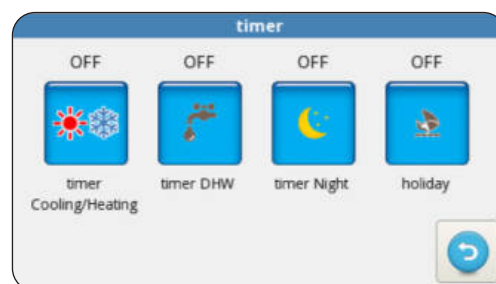 timer
OFF OFF OFF OFF
timer Cooling/Heating
timer DHW
timer Night
holiday